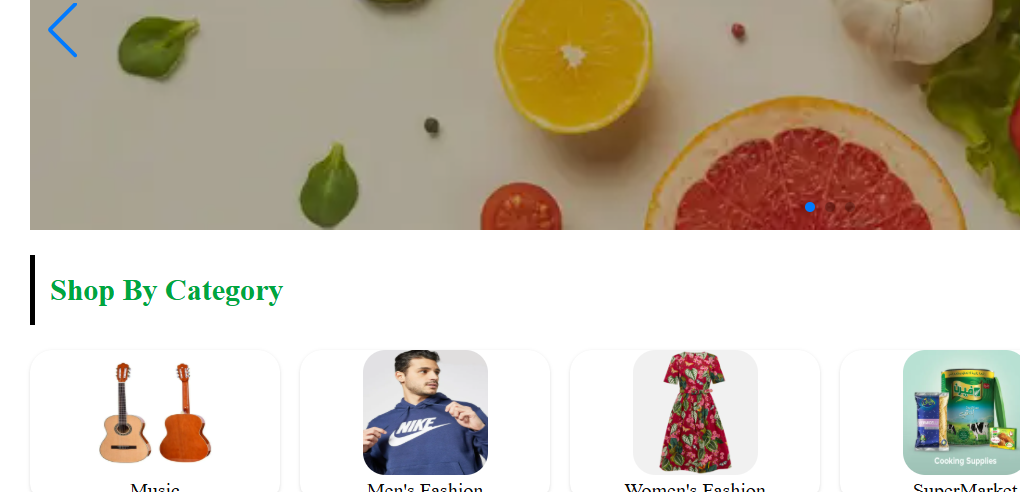 Shop By Category
NIKE
Cooking Supplies
Music
Men's Fashion
Women's Fashion
SuperMarket